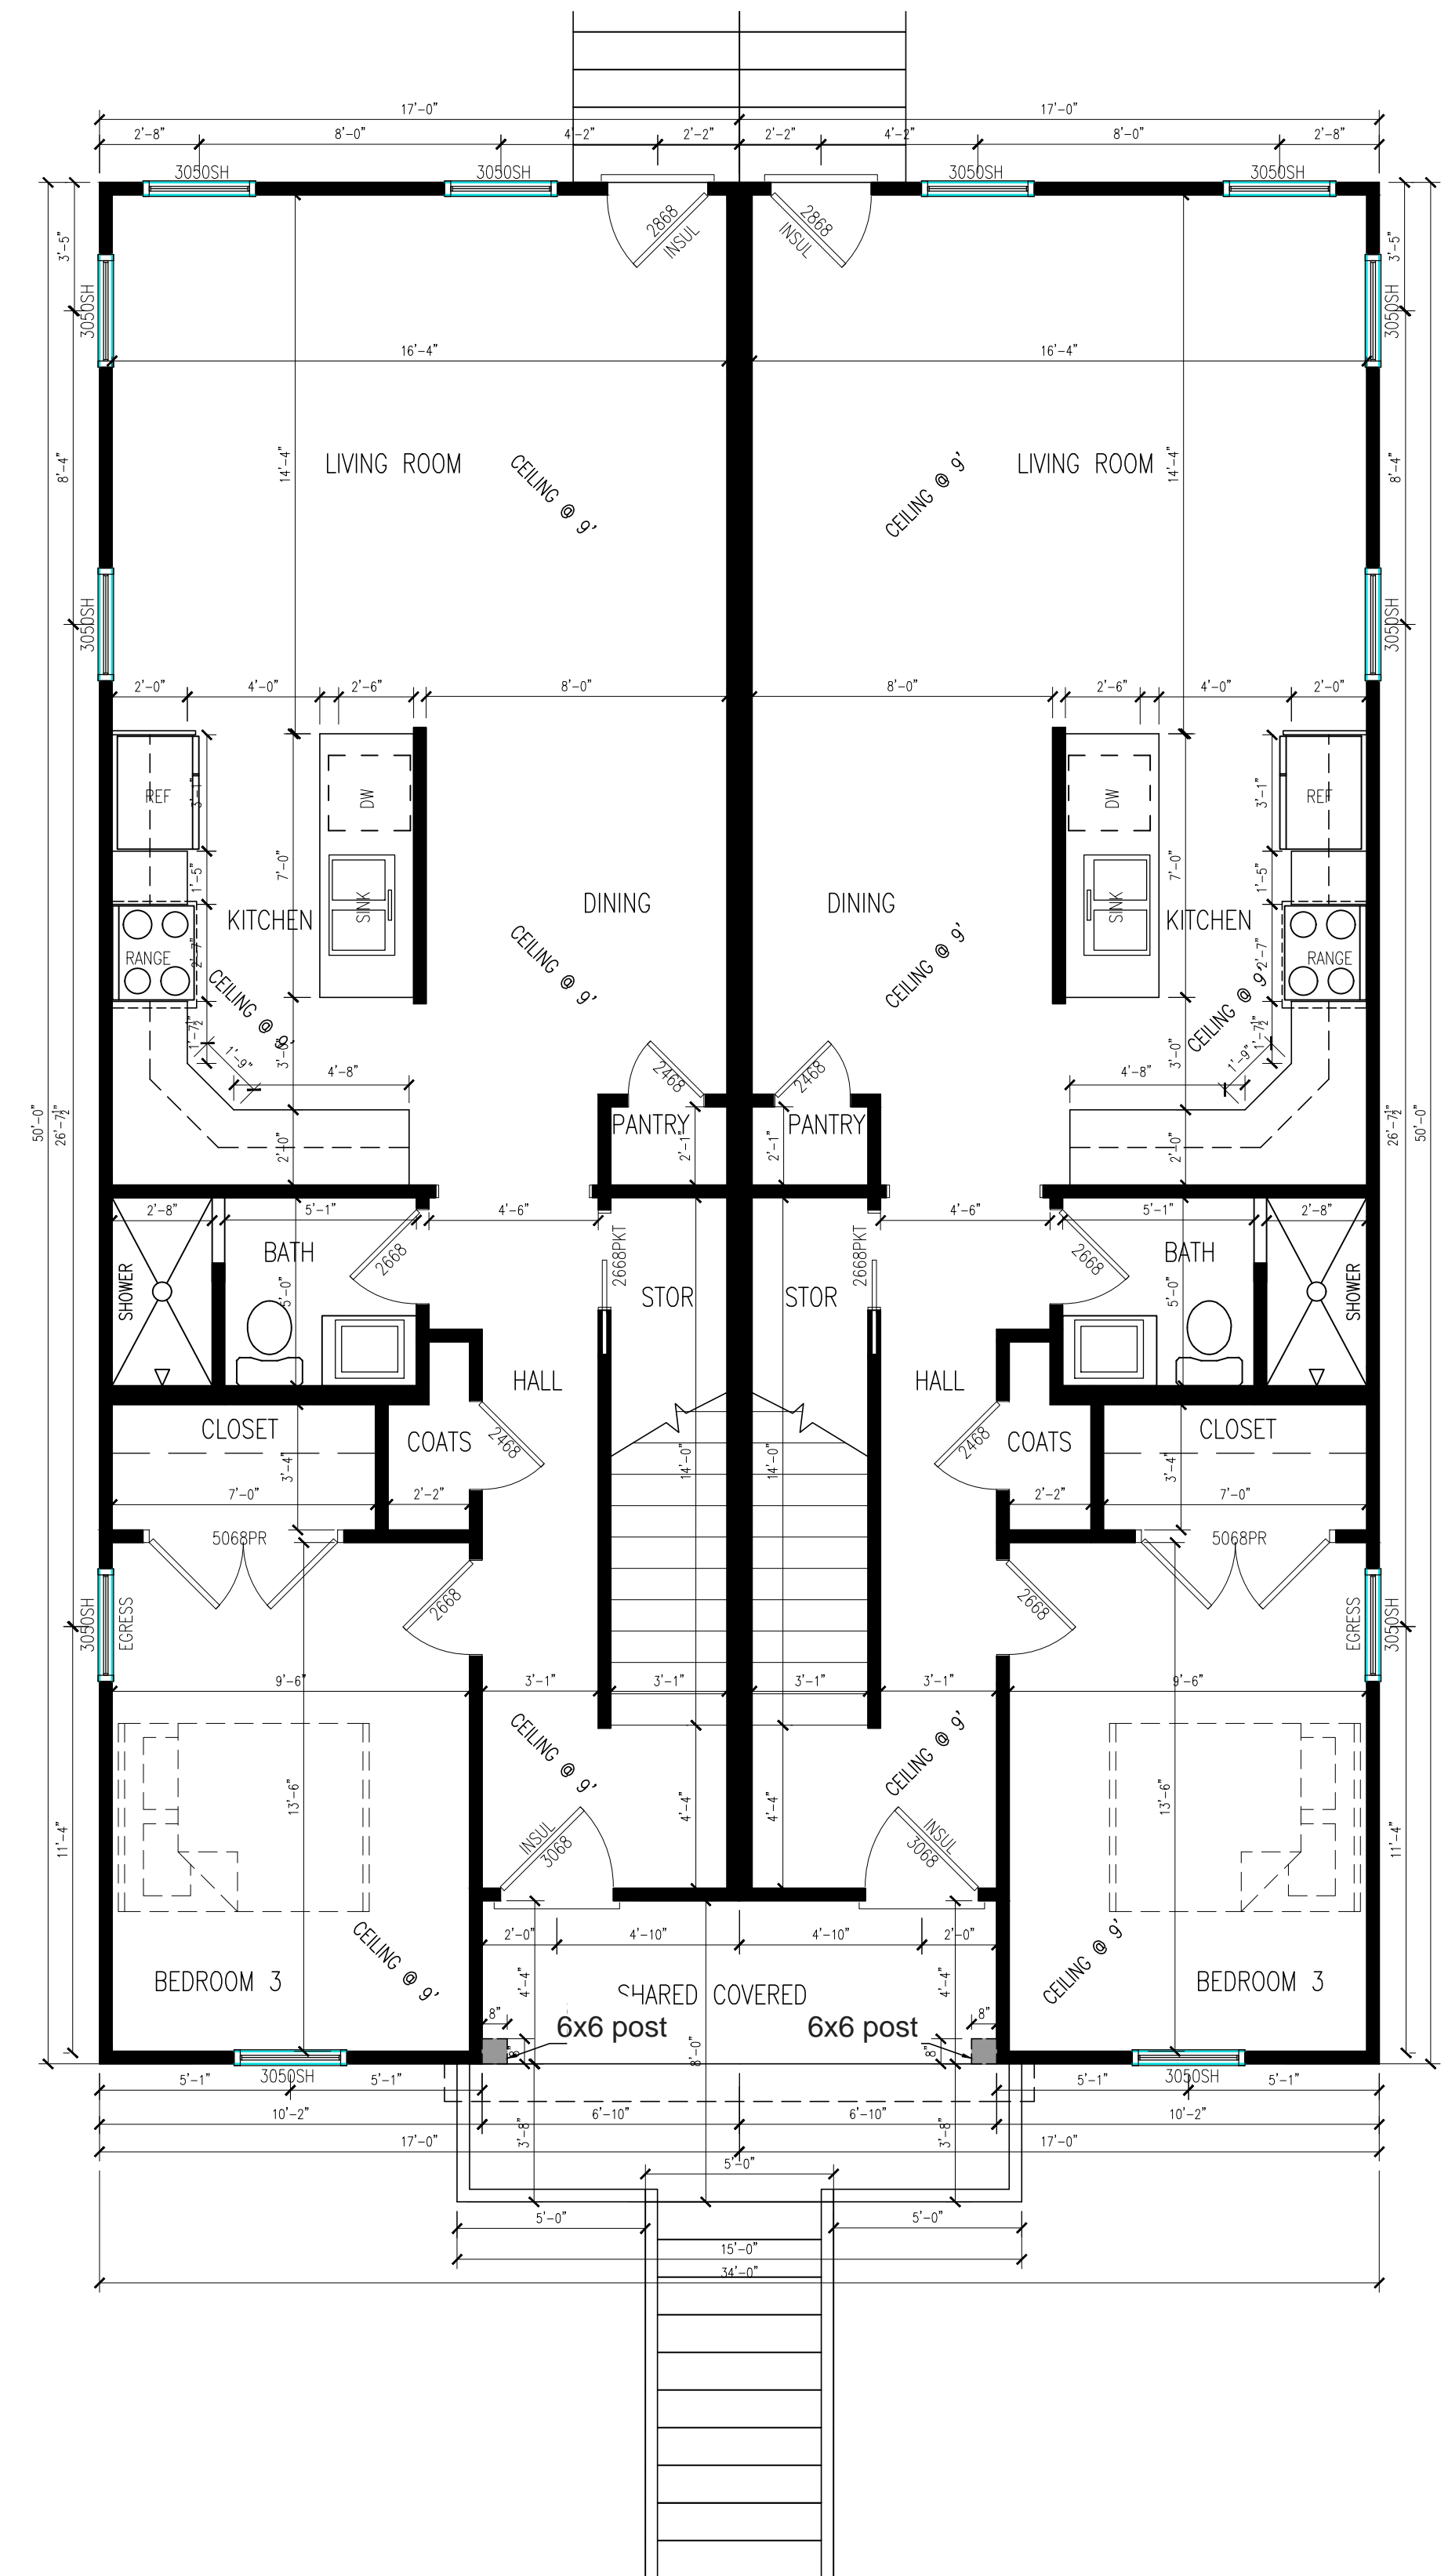 17'-0" 17'-0"
2'-8" 8'-0" 4'-2" 2'-2" 2'-2" 4'-2" 8'-0" 2'-8"
3050SH 3050SH 3050SH 3050SH
2868 INSUL 2868 INSUL
3'-5" 3'-5"
3050SH 3050SH
16'-4" 16'-4"
14'-4" 14'-4"
LIVING ROOM CEILING @ 9' CEILING @ 9' LIVING ROOM
8'-4" 8'-4"
3050SH 3050SH
2'-0" 4'-0" 2'-6" 8'-0" 8'-0" 2'-6" 4'-0" 2'-0"
REF 3'-1" DW DW 3'-1" REF
1'-5" 7'-0" 7'-0" 1'-5"
KITCHEN SINK DINING DINING SINK KITCHEN
RANGE 2'-7" 2'-7" RANGE
CEILING @ 9' CEILING @ 9' CEILING @ 9' CEILING @ 9'
1'-7½" 1'-9" 3'-0" 3'-0" 1'-9" 1'-7½"
4'-8" 2468 2468 4'-8"
50'-0" 26'-7½" 26'-7½" 50'-0"
PANTRY PANTRY
2'-0" 2'-1" 2'-1" 2'-0"
2'-8" 5'-1" 4'-6" 4'-6" 5'-1" 2'-8"
BATH 2668 2668PKT 2668PKT 2668 BATH
SHOWER 5'-0" STOR STOR 5'-0" SHOWER
HALL HALL
CLOSET COATS 2468 2468 COATS CLOSET
3'-4" 14'-0" 14'-0" 3'-4"
7'-0" 2'-2" 2'-2" 7'-0"
5068PR 5068PR
3050SH EGRESS 2668 2668 EGRESS 3050SH
9'-6" 3'-1" 3'-1" 3'-1" 3'-1" 9'-6"
CEILING @ 9' CEILING @ 9'
13'-6" 4'-4" 4'-4" 13'-6"
11'-4" 11'-4"
INSUL 3068 INSUL 3068
2'-0" 4'-10" 4'-10" 2'-0"
CEILING @ 9' CEILING @ 9'
BEDROOM 3 4'-4" SHARED COVERED 4'-4" BEDROOM 3
8" 6x6 post 6x6 post 8"
8" 8'-0" 8"
5'-1" 3050SH 5'-1" 5'-1" 3050SH 5'-1"
10'-2" 6'-10" 6'-10" 10'-2"
3'-8" 3'-8"
17'-0" 17'-0"
5'-0"
5'-0" 5'-0"
15'-0"
34'-0"